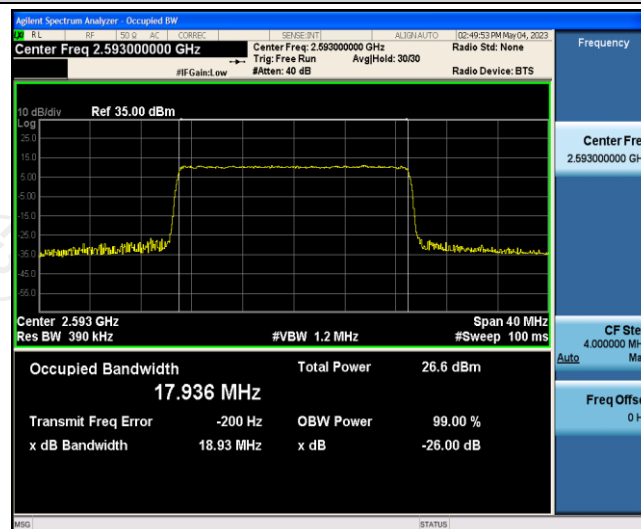 Agilent Spectrum Analyzer - Occupied BW
RL RF 50 Ω AC CORREC SENSE:INT ALIGN AUTO 02:49:53 PM May 04, 2023
Center Freq 2.593000000 GHz Center Freq: 2.593000000 GHz Radio Std: None Frequency
Trig: Free Run Avg|Hold: 30/30
#IFGain:Low #Atten: 40 dB Radio Device: BTS
10 dB/div Ref 35.00 dBm
Log
25.0
15.0
5.00
-5.00
-15.0
-25.0
-35.0
-45.0
-55.0
Center Fre
2.593000000 GH
Center 2.593 GHz Span 40 MHz
Res BW 390 kHz #VBW 1.2 MHz #Sweep 100 ms
CF Ste
4.000000 MH
Auto Ma
Occupied Bandwidth Total Power 26.6 dBm
17.936 MHz
Freq Offse
0 H
Transmit Freq Error -200 Hz OBW Power 99.00 %
x dB Bandwidth 18.93 MHz x dB -26.00 dB
MSG STATUS